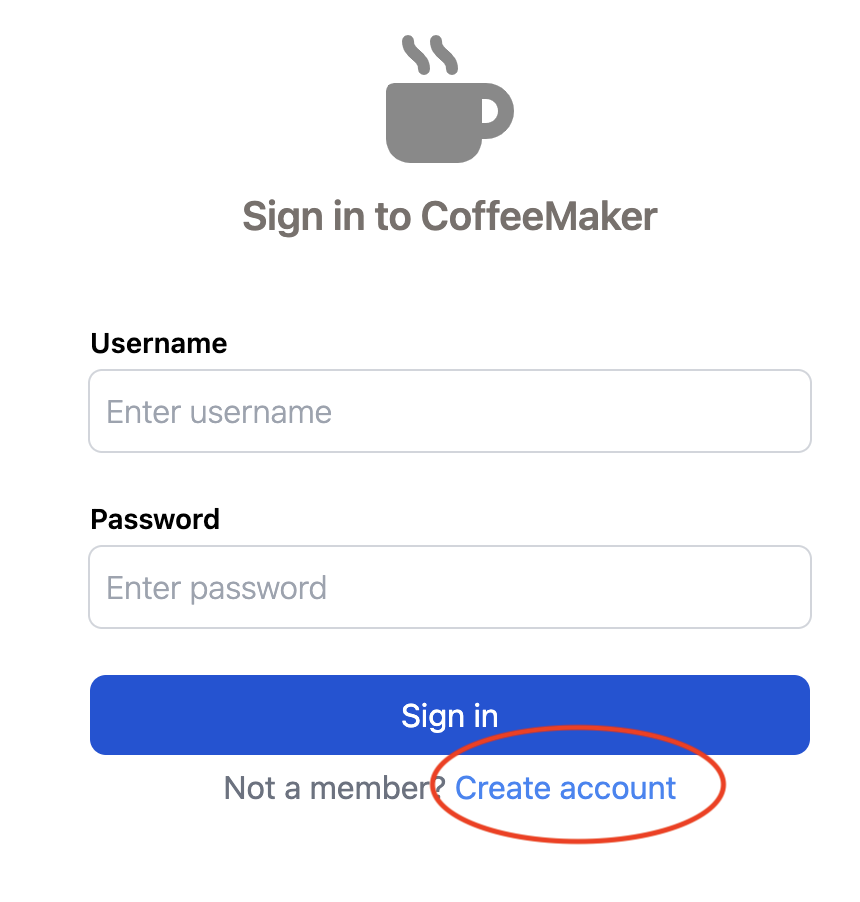 Sign in to CoffeeMaker
Username
Enter username
Password
Enter password
Sign in
Not a member? Create account